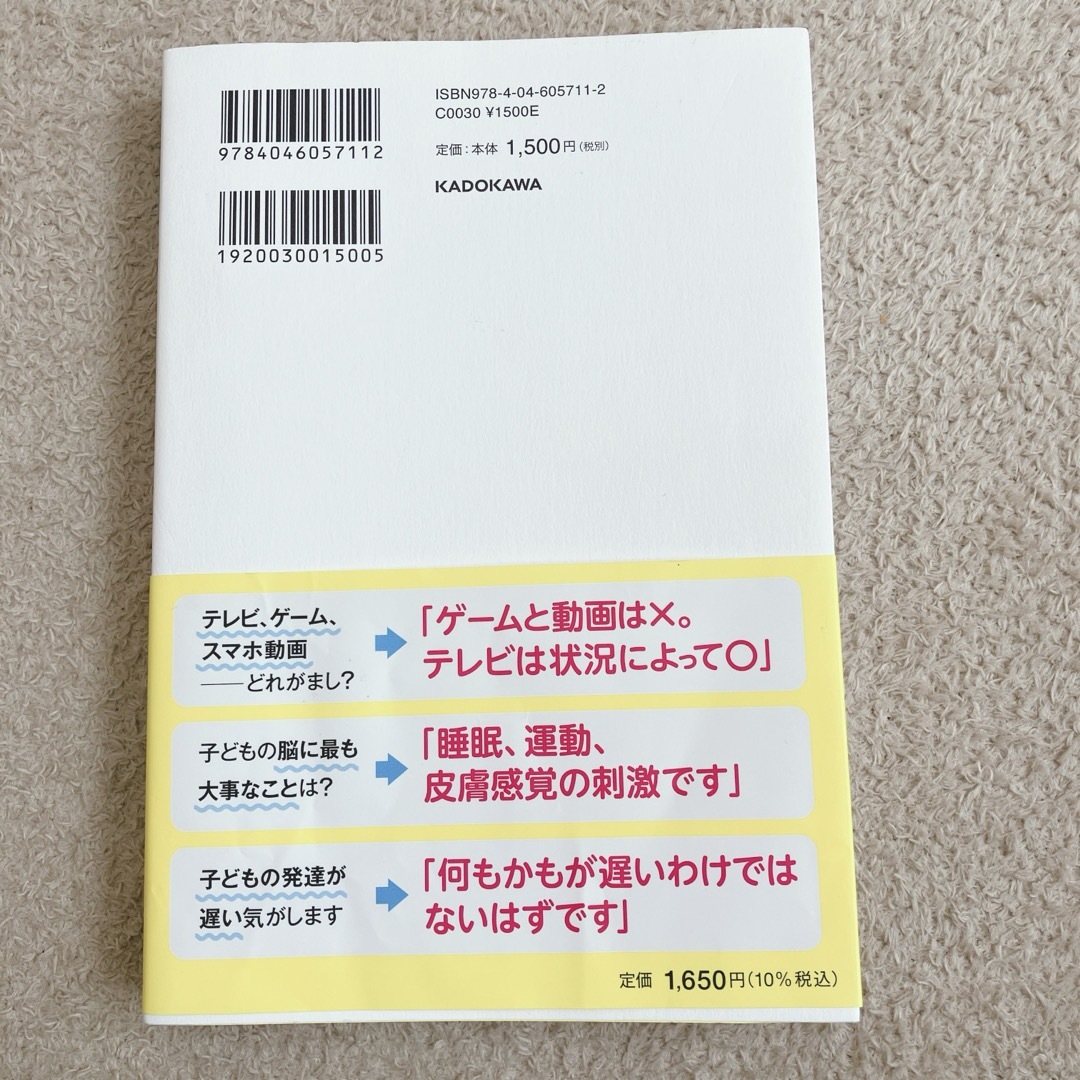 9784046057112
1920030015005
ISBN978-4-04-605711-2
C0030 ¥1500E
定価：本体 1,500円（税別）
KADOKAWA
テレビ、ゲーム、
スマホ動画
――どれがまし？
「ゲームと動画は×。
テレビは状況によって〇」
子どもの脳に最も
大事なことは？
「睡眠、運動、
皮膚感覚の刺激です」
子どもの発達が
遅い気がします
「何もかもが遅いわけでは
ないはずです」
定価 1,650円（10％税込）